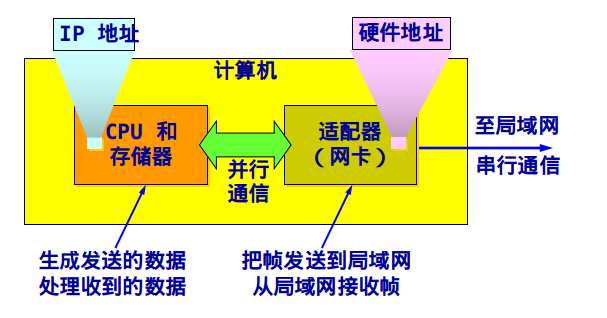 IP 地址
硬件地址
计算机
CPU 和
存储器
适配器
（网卡）
并行
通信
至局域网
串行通信
生成发送的数据
处理收到的数据
把帧发送到局域网
从局域网接收帧